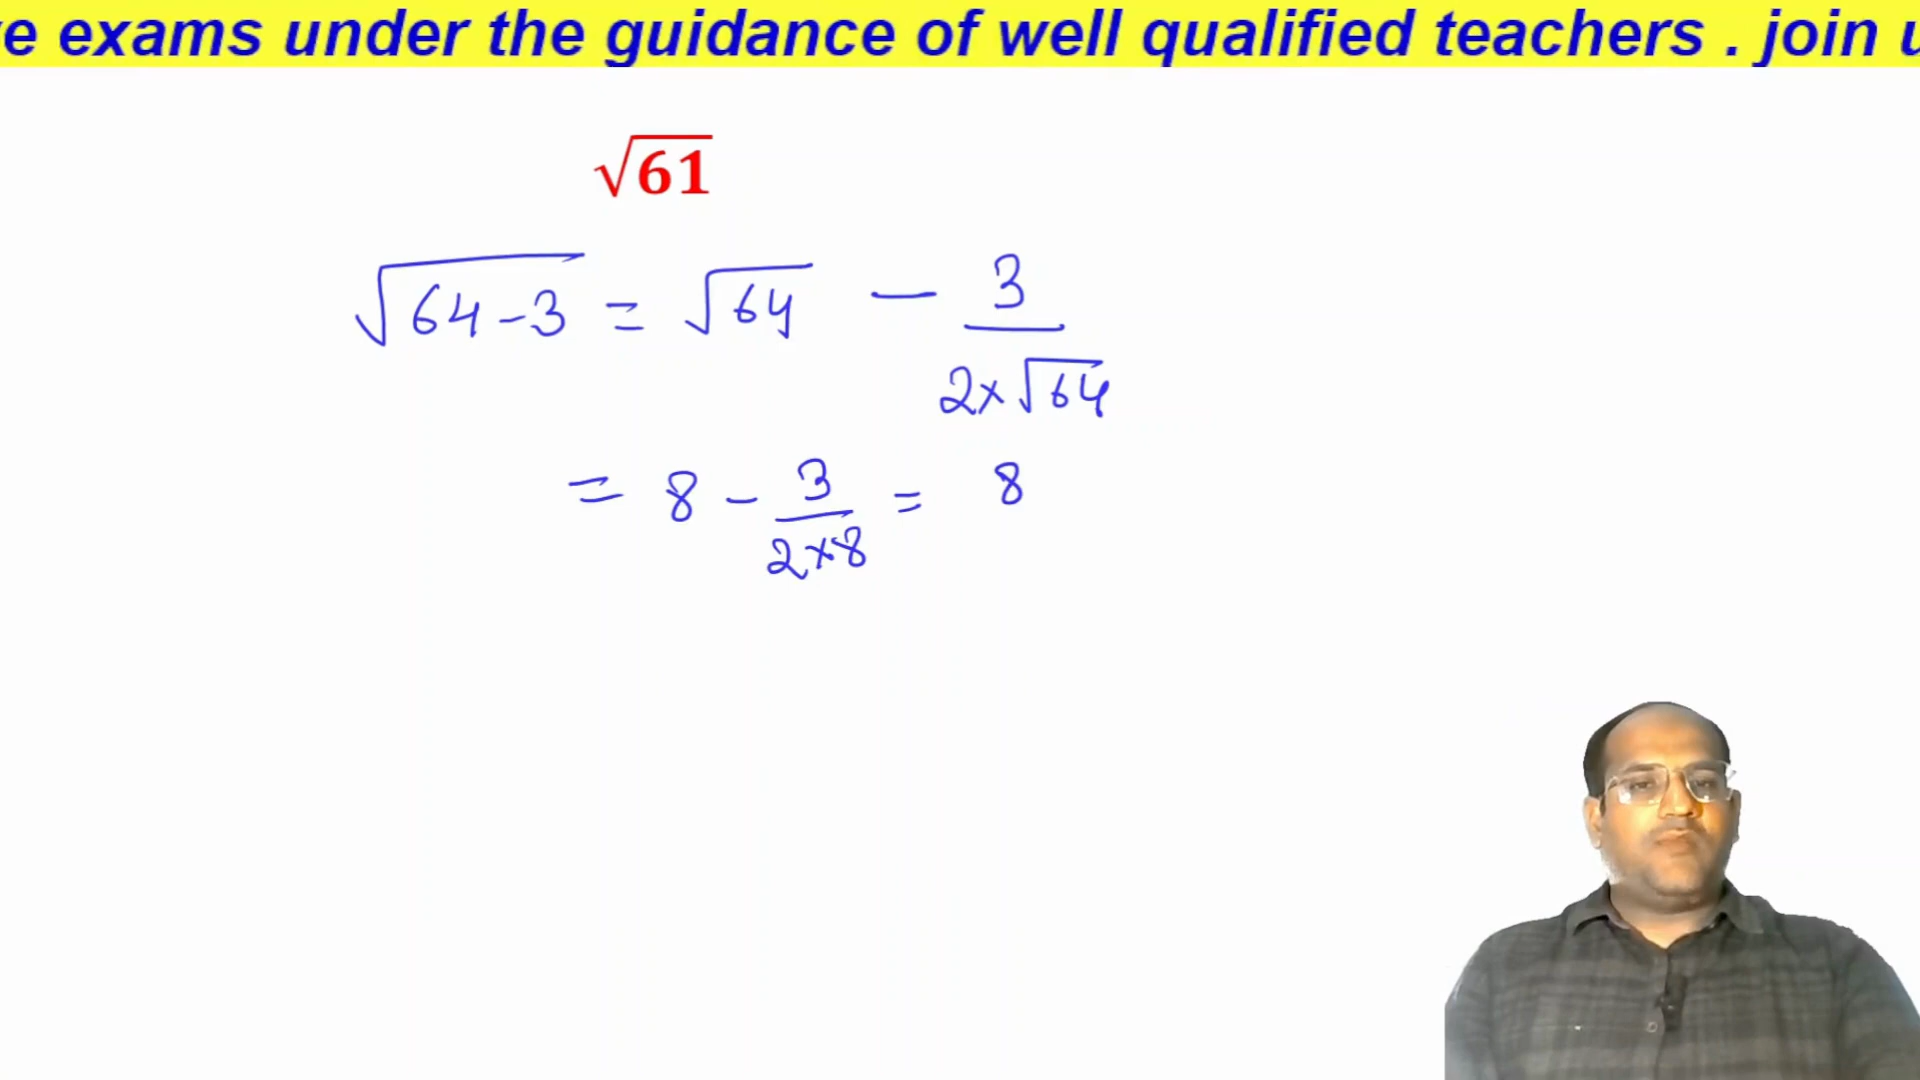 e exams under the guidance of well qualified teachers . join u
√61
√64-3 = √64 - 3/2×√64
= 8 - 3/2×8 = 8